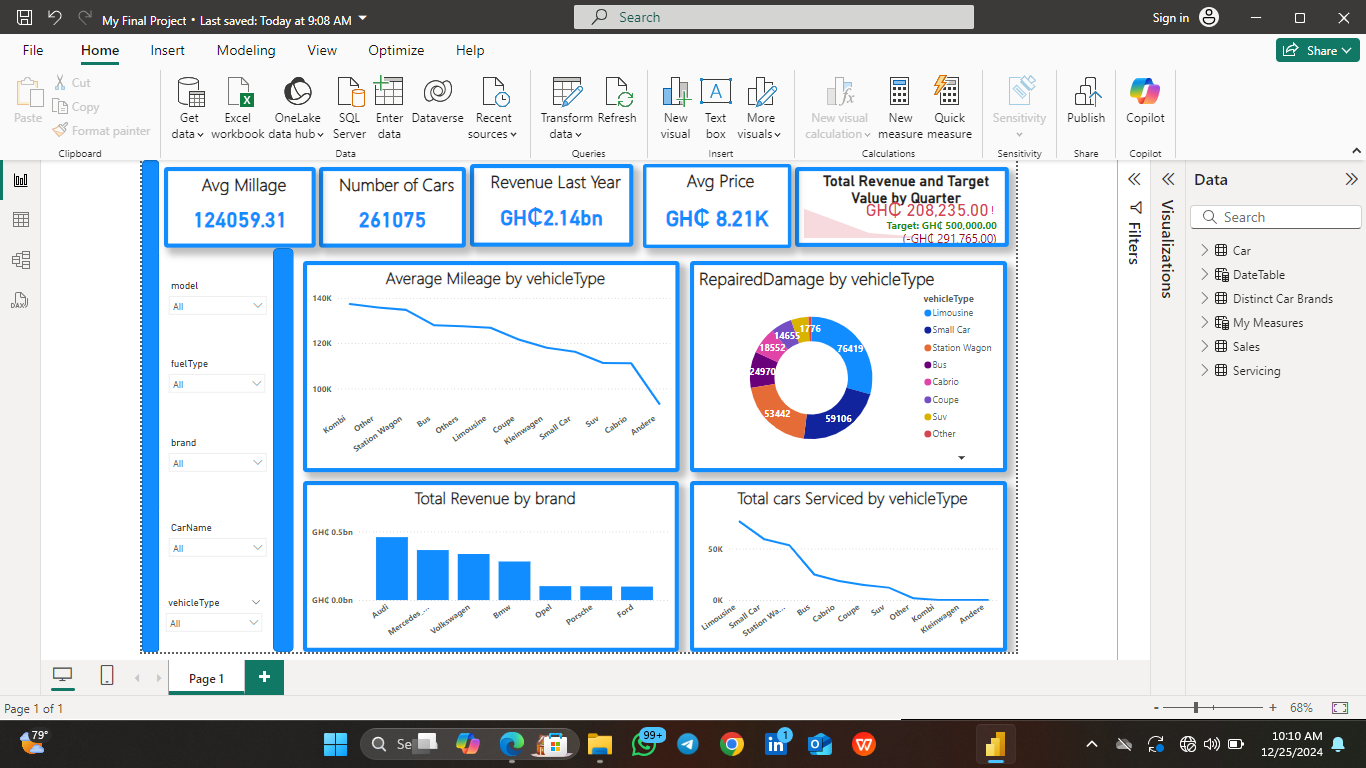 My Final Project • Last saved: Today at 9:08 AM
Search
Sign in
File
Home
Insert
Modeling
View
Optimize
Help
Share
Paste
Cut
Copy
Format painter
Clipboard
Get data
Excel workbook
OneLake data hub
SQL Server
Enter data
Dataverse
Recent sources
Data
Transform data
Refresh
Queries
New visual
Text box
More visuals
Insert
New visual calculation
New measure
Quick measure
Calculations
Sensitivity
Sensitivity
Publish
Share
Copilot
Copilot
Avg Millage
124059.31
Number of Cars
261075
Revenue Last Year
GH₵2.14bn
Avg Price
GH₵ 8.21K
Total Revenue and Target
Value by Quarter
GH₵ 208,235.00!
Target: GH₵ 500,000.00
(-GH₵ 291,765.00)
model
All
fuelType
All
brand
All
CarName
All
vehicleType
All
Average Mileage by vehicleType
140K
120K
100K
Kombi
Other
Station Wagon
Bus
Others
Limousine
Coupe
Kleinwagen
Small Car
Suv
Cabrio
Andere
RepairedDamage by vehicleType
76419
59106
53442
24970
18552
14655
1776
vehicleType
Limousine
Small Car
Station Wagon
Bus
Cabrio
Coupe
Suv
Other
Total Revenue by brand
GH₵ 0.5bn
GH₵ 0.0bn
Audi
Mercedes_...
Volkswagen
Bmw
Opel
Porsche
Ford
Total cars Serviced by vehicleType
50K
0K
Limousine
Small Car
Station Wa...
Bus
Cabrio
Coupe
Suv
Other
Kombi
Kleinwagen
Andere
Filters
Visualizations
Data
Search
Car
DateTable
Distinct Car Brands
My Measures
Sales
Servicing
DAX
Page 1
+
Page 1 of 1
- + 68%
79°
Se
99+
in
1
10:10 AM
12/25/2024